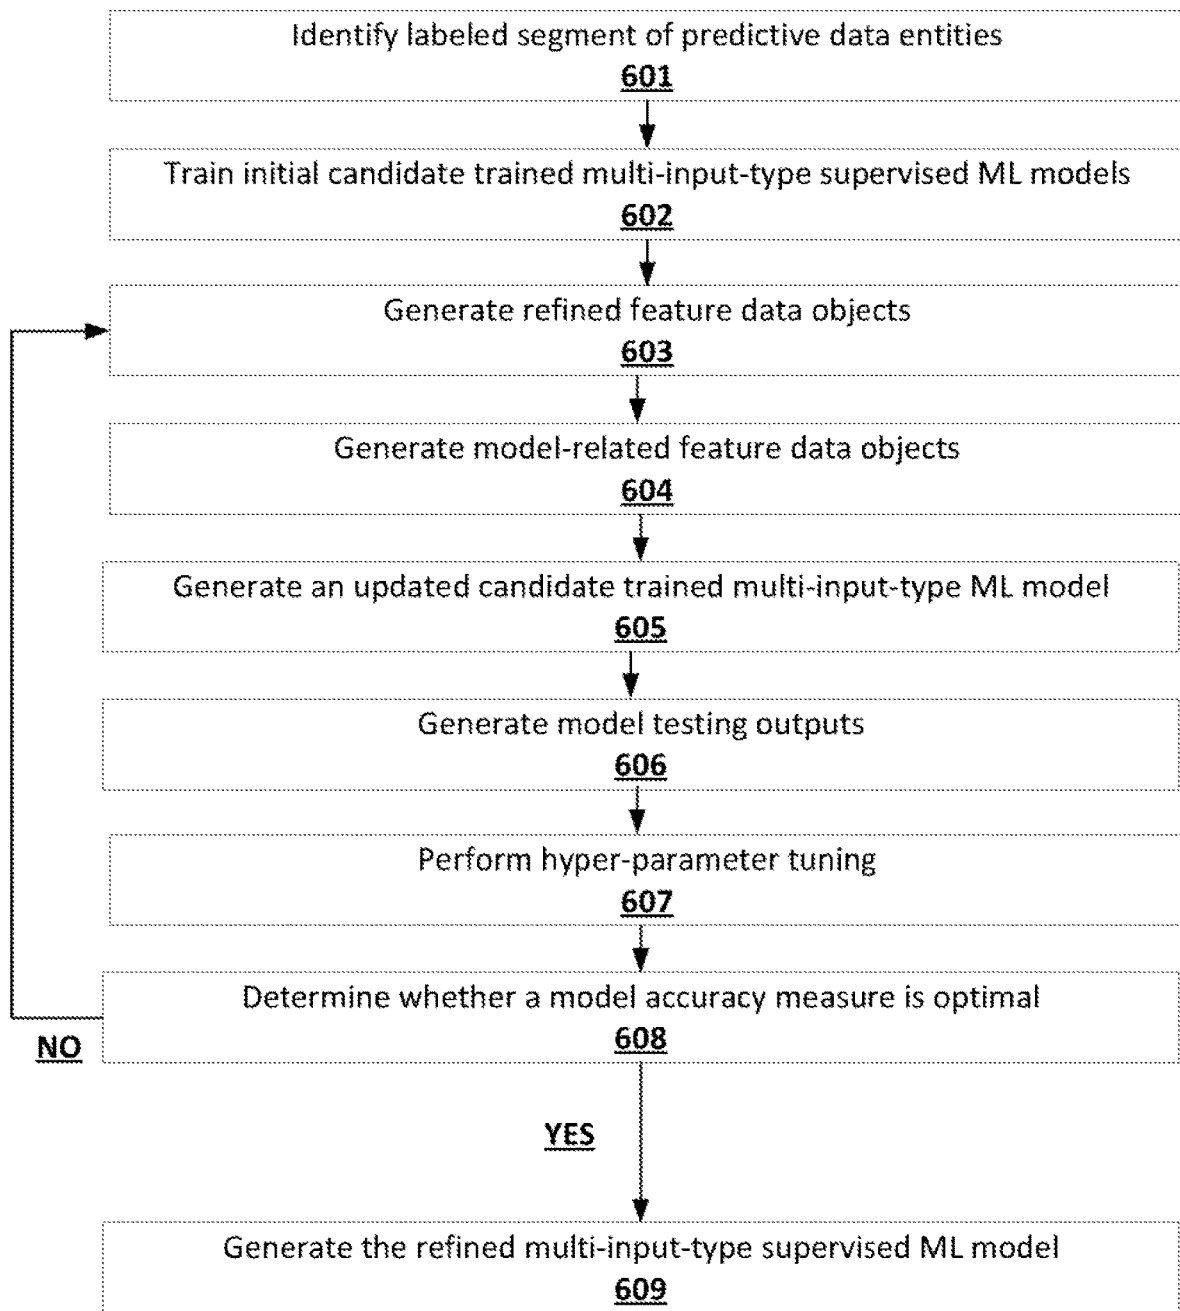 Identify labeled segment of predictive data entities
601
Train initial candidate trained multi-input-type supervised ML models
602
Generate refined feature data objects
603
Generate model-related feature data objects
604
Generate an updated candidate trained multi-input-type ML model
605
Generate model testing outputs
606
Perform hyper-parameter tuning
607
Determine whether a model accuracy measure is optimal
608
NO
YES
Generate the refined multi-input-type supervised ML model
609